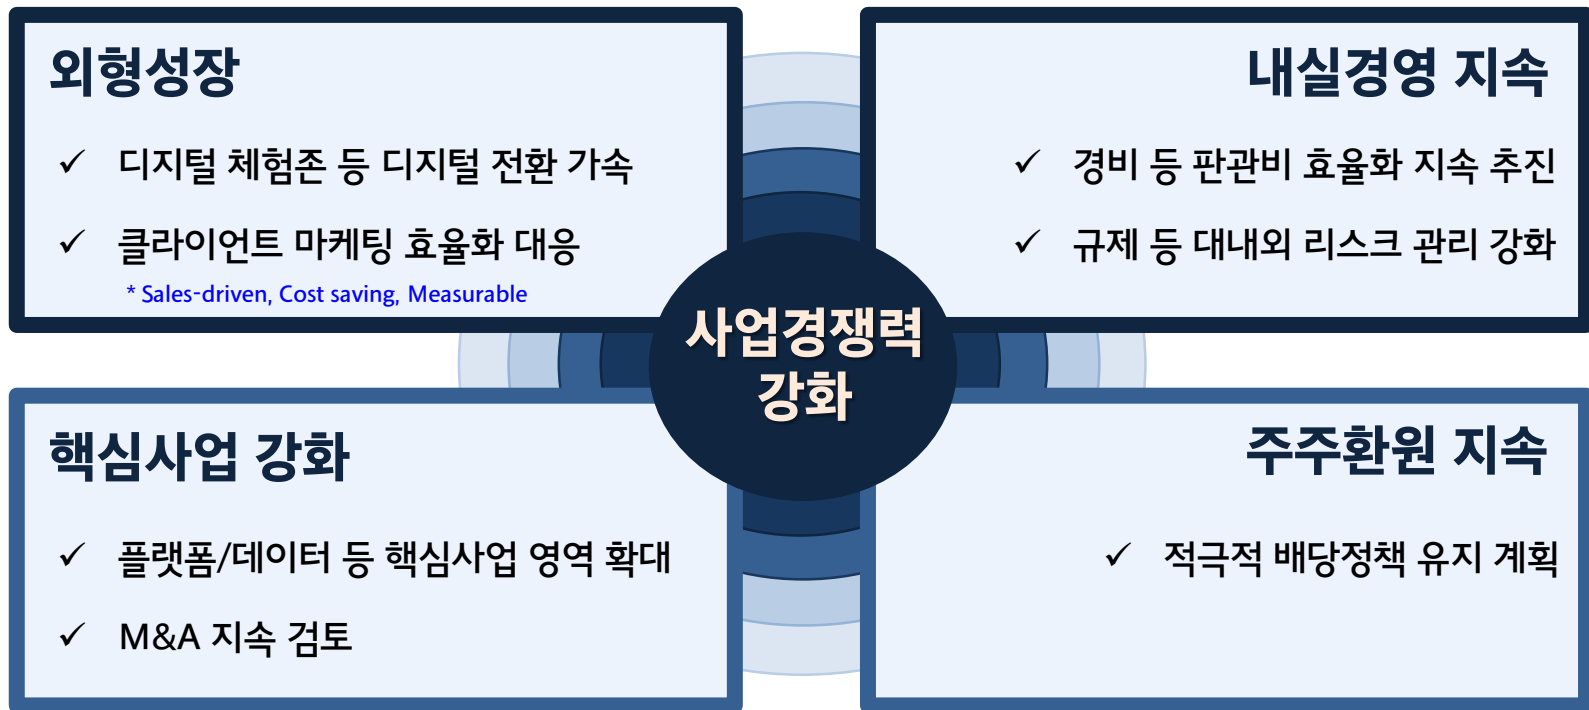 외형성장
✓ 디지털 체험존 등 디지털 전환 가속
✓ 클라이언트 마케팅 효율화 대응
* Sales-driven, Cost saving, Measurable
내실경영 지속
✓ 경비 등 판관비 효율화 지속 추진
✓ 규제 등 대내외 리스크 관리 강화
사업경쟁력
강화
핵심사업 강화
✓ 플랫폼/데이터 등 핵심사업 영역 확대
✓ M&A 지속 검토
주주환원 지속
✓ 적극적 배당정책 유지 계획